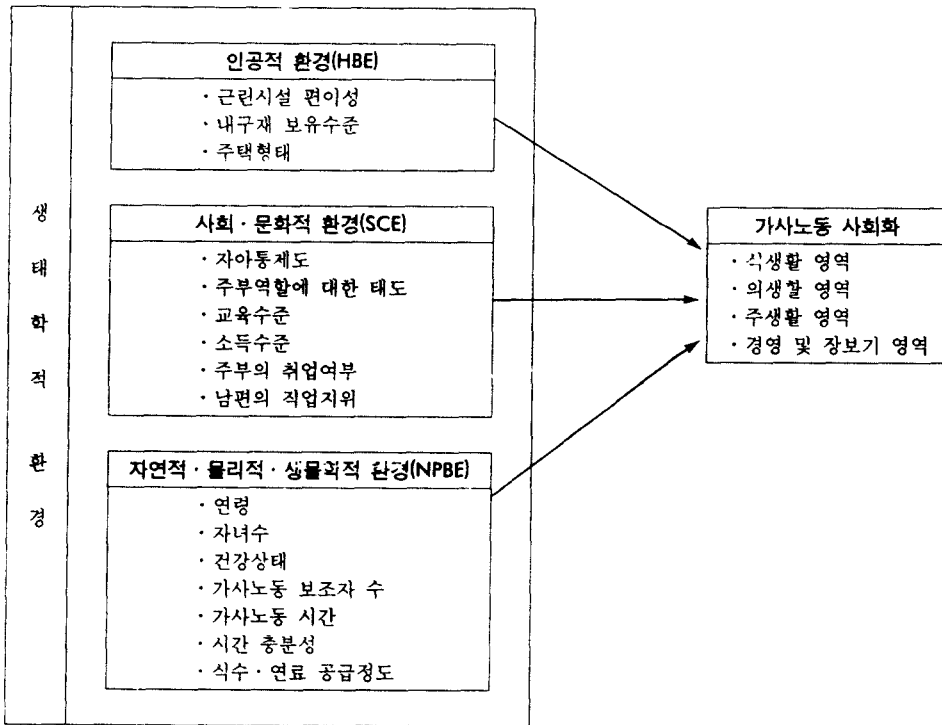 생태학적 환경
인공적 환경(HBE)
· 근린시설 편이성
· 내구재 보유수준
· 주택형태
사회 · 문화적 환경(SCE)
· 자아통제도
· 주부역할에 대한 태도
· 교육수준
· 소득수준
· 주부의 취업여부
· 남편의 직업지위
자연적 · 물리적 · 생물학적 환경(NPBE)
· 연령
· 자녀수
· 건강상태
· 가사노동 보조자 수
· 가사노동 시간
· 시간 충분성
· 식수 · 연료 공급정도
가사노동 사회화
· 식생활 영역
· 의생활 영역
· 주생활 영역
· 경영 및 장보기 영역